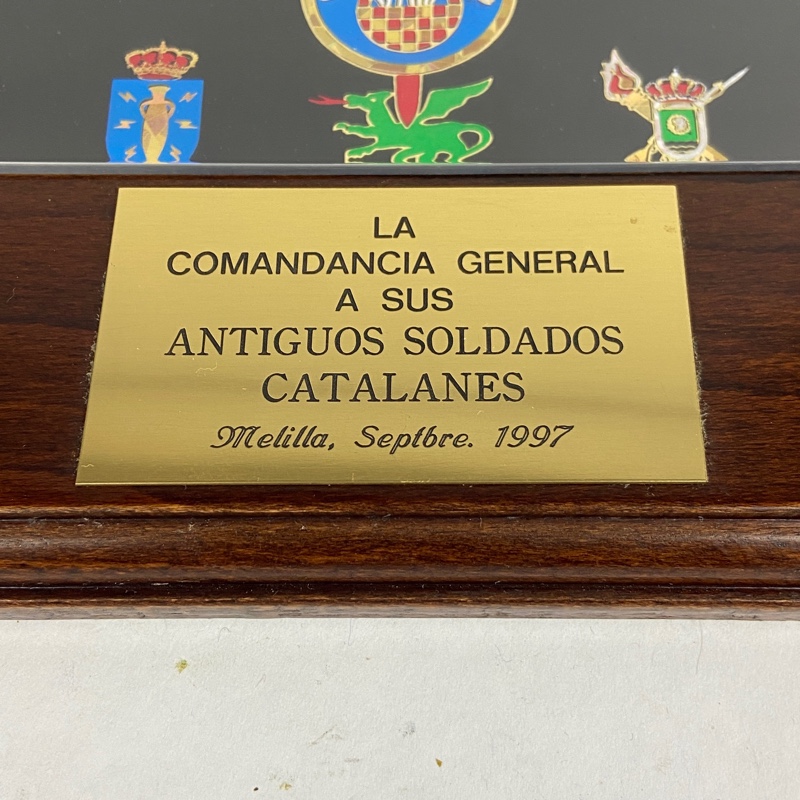 LA
COMANDANCIA GENERAL
A SUS
ANTIGUOS SOLDADOS
CATALANES
Melilla, Septbre. 1997